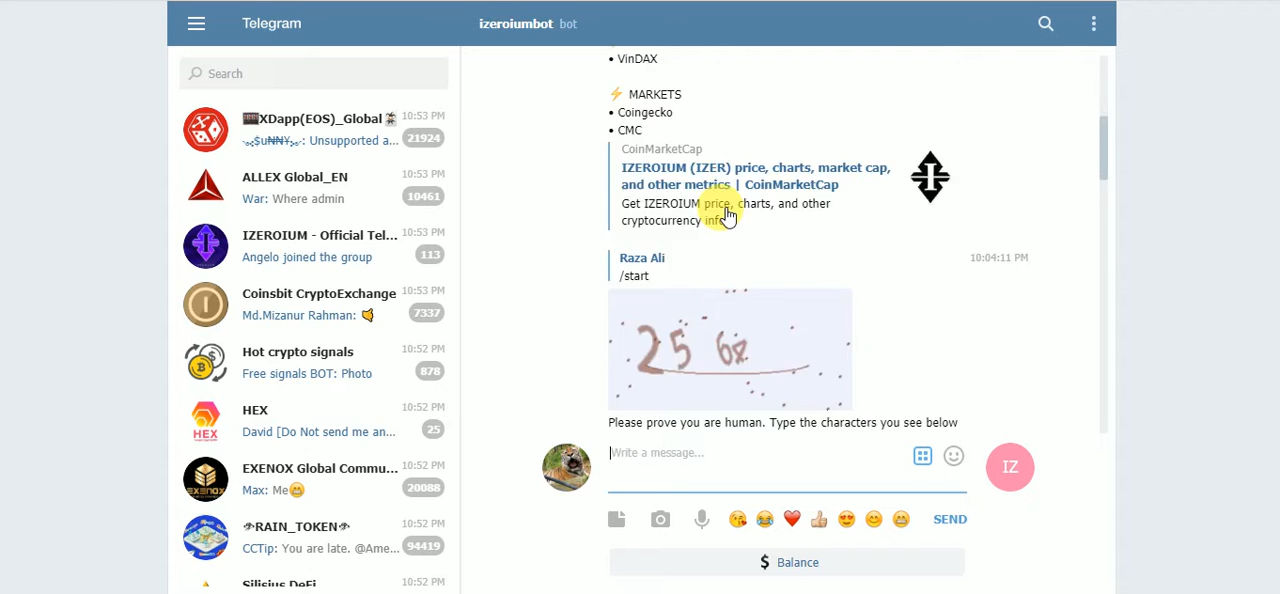 Telegram
izeroiumbot bot
Search
XDapp(EOS)_Global
10:53 PM
Unsupported a...
21924
ALLEX Global_EN
10:53 PM
War: Where admin
10461
IZEROIUM - Official Tel...
10:53 PM
Angelo joined the group
113
Coinsbit CryptoExchange
10:53 PM
Md.Mizanur Rahman:
7337
Hot crypto signals
10:52 PM
Free signals BOT: Photo
878
HEX
10:52 PM
David [Do Not send me an...
25
EXENOX Global Commu...
10:52 PM
Max: Me😁
20088
👁RAIN_TOKEN👁
10:52 PM
CCTip: You are late. @Ame...
94419
Silisius DeFi
10:52 PM
• VinDAX
⚡ MARKETS
• Coingecko
• CMC
CoinMarketCap
IZEROIUM (IZER) price, charts, market cap,
and other metrics | CoinMarketCap
Get IZEROIUM price, charts, and other
cryptocurrency
Raza Ali
10:04:11 PM
/start
Please prove you are human. Type the characters you see below
Write a message...
IZ
SEND
$ Balance